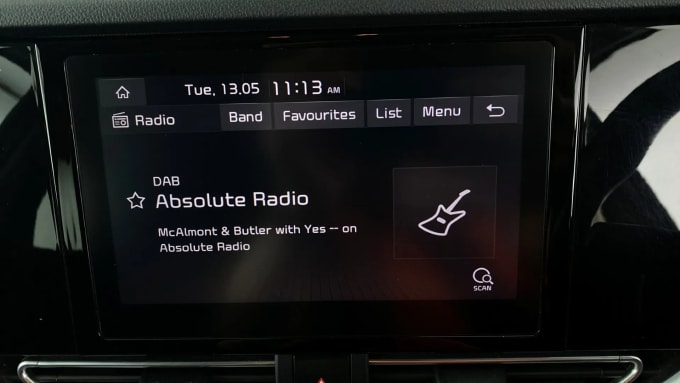 Tue, 13.05 11:13 AM
Radio Band Favourites List Menu
DAB
Absolute Radio
McAlmont & Butler with Yes -- on
Absolute Radio
SCAN